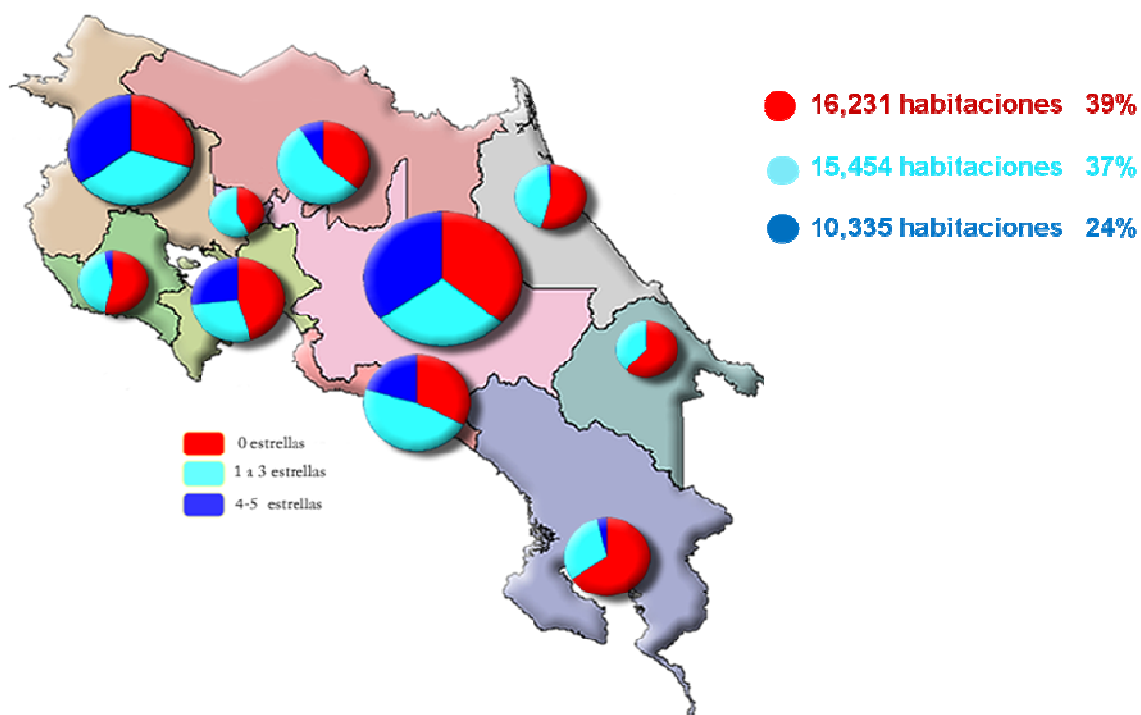 16,231 habitaciones 39%
15,454 habitaciones 37%
10,335 habitaciones 24%
0 estrellas
1 a 3 estrellas
4-5 estrellas